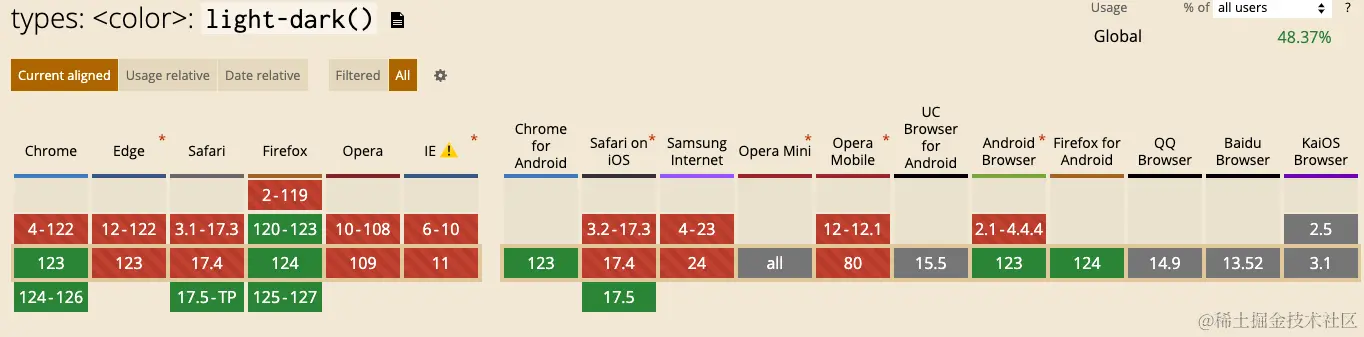 types: <color>: light-dark()
Usage % of all users ?
Global 48.37%
Current aligned Usage relative Date relative Filtered All
Chrome Edge * Safari Firefox Opera IE * Chrome for Android Safari on iOS * Samsung Internet Opera Mini * Opera Mobile * UC Browser for Android Android Browser * Firefox for Android QQ Browser Baidu Browser KaiOS Browser
2-119
4-122 12-122 3.1-17.3 120-123 10-108 6-10 3.2-17.3 4-23 12-12.1 2.1-4.4.4 2.5
123 123 17.4 124 109 11 123 17.4 24 all 80 15.5 123 124 14.9 13.52 3.1
124-126 17.5-TP 125-127 17.5
@稀土掘金技术社区